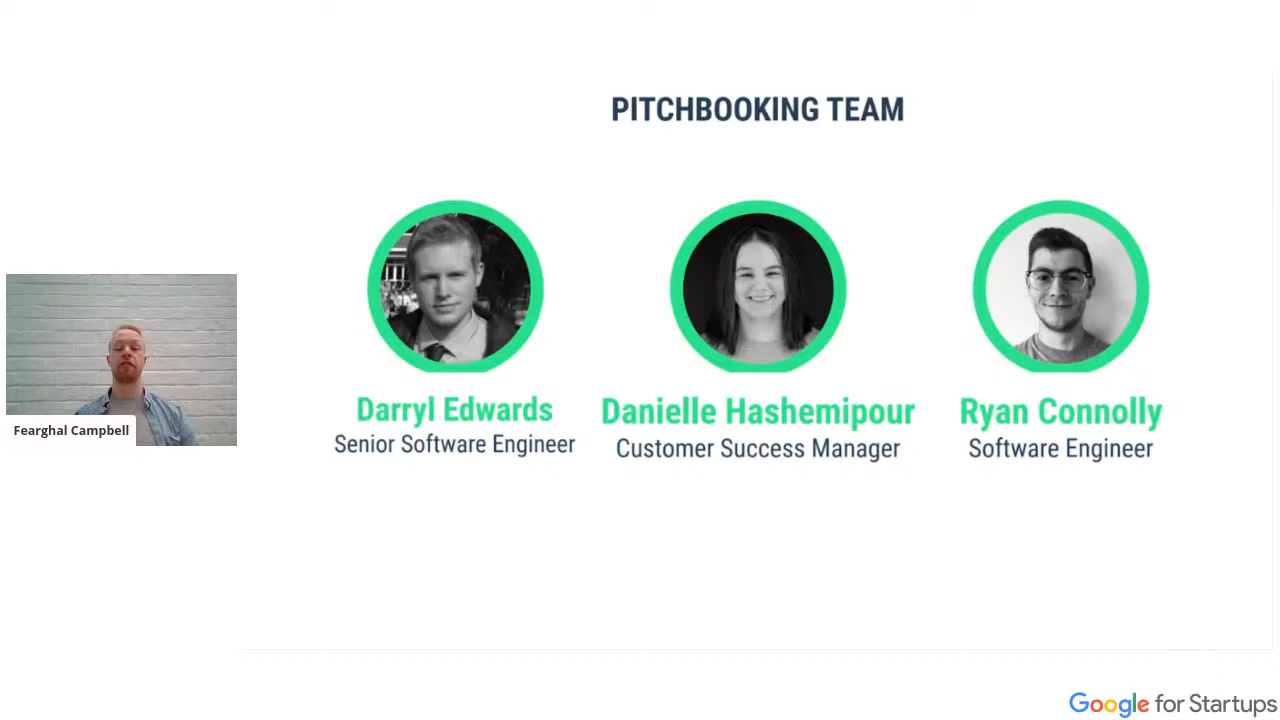 PITCHBOOKING TEAM
Darryl Edwards
Senior Software Engineer
Danielle Hashemipour
Customer Success Manager
Ryan Connolly
Software Engineer
Fearghal Campbell
Google for Startups